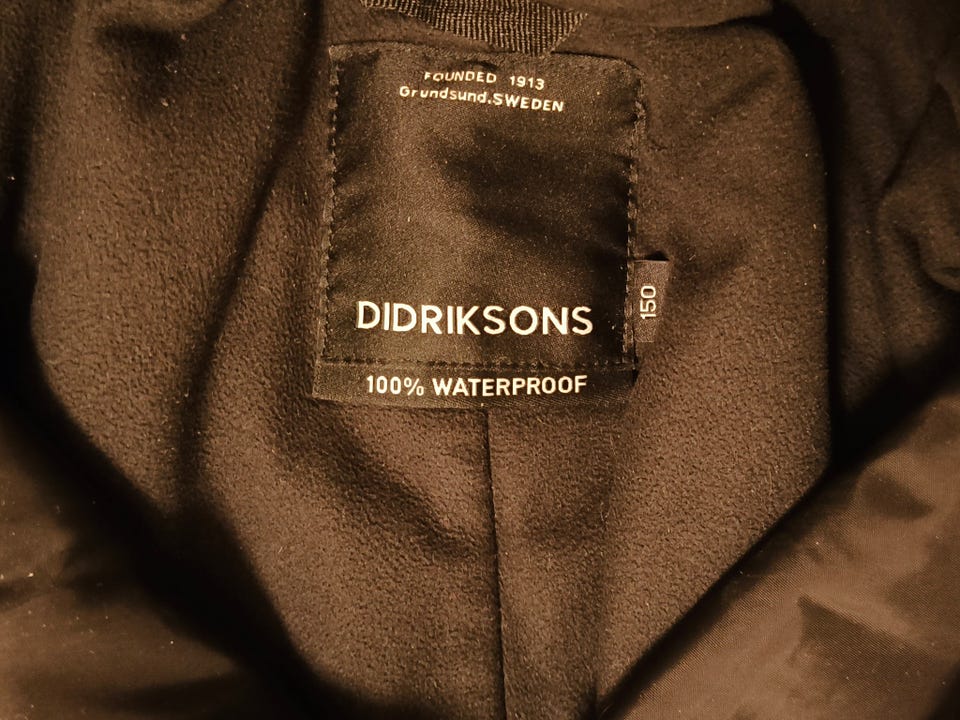 FOUNDED 1913
Grundsund.SWEDEN
DIDRIKSONS
150
100% WATERPROOF